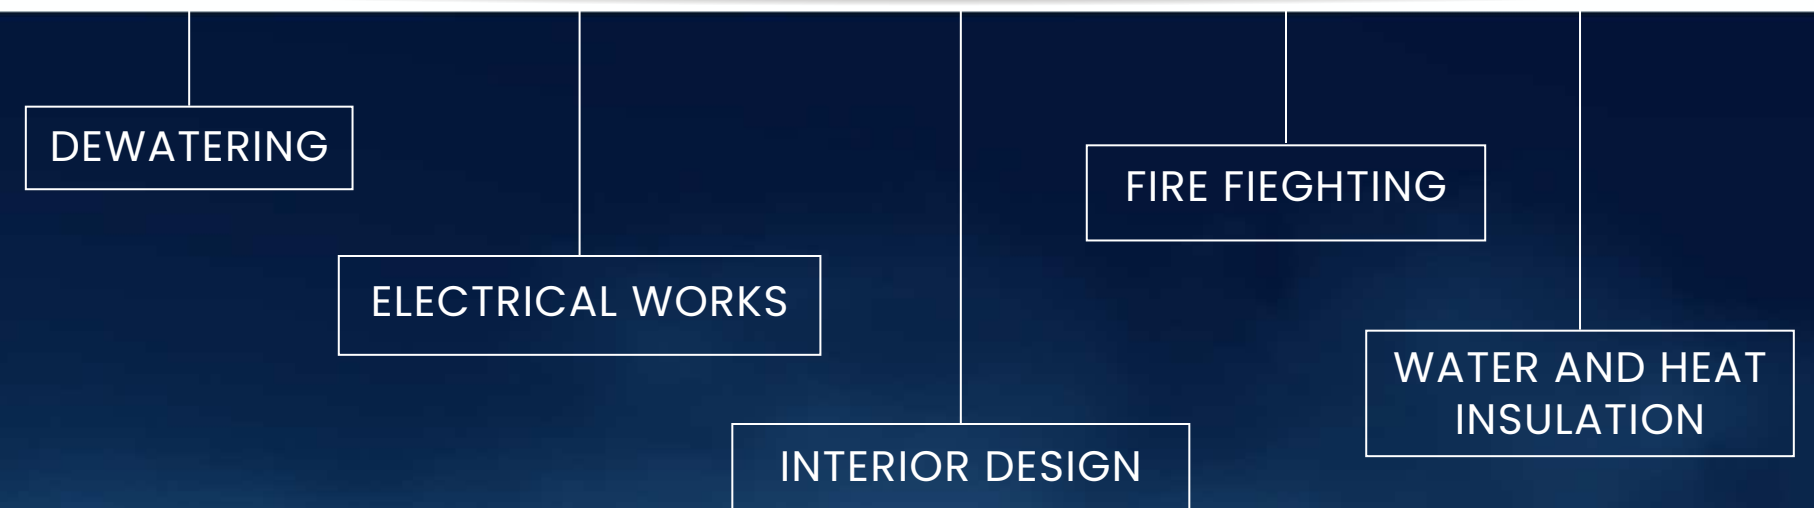 DEWATERING
ELECTRICAL WORKS
INTERIOR DESIGN
FIRE FIEGHTING
WATER AND HEAT
INSULATION